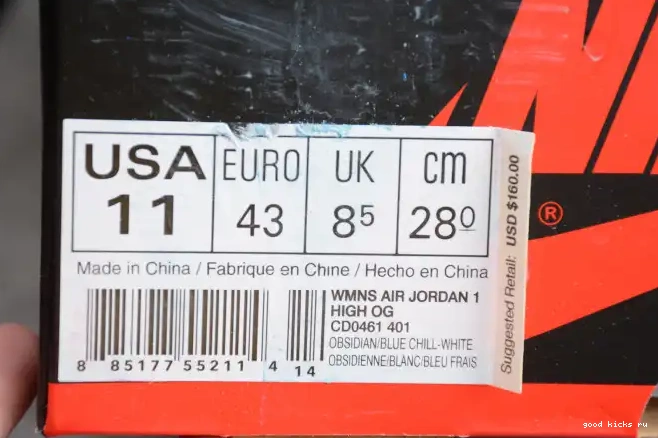 USA EURO UK cm
11 43 8⁵ 28⁰
Made in China / Fabrique en Chine / Hecho en China
WMNS AIR JORDAN 1
HIGH OG
CD0461 401
OBSIDIAN/BLUE CHILL-WHITE
OBSIDIENNE/BLANC/BLEU FRAIS
8 85177 55211 4 14
Suggested Retail: USD $160.00
®
good kicks ru